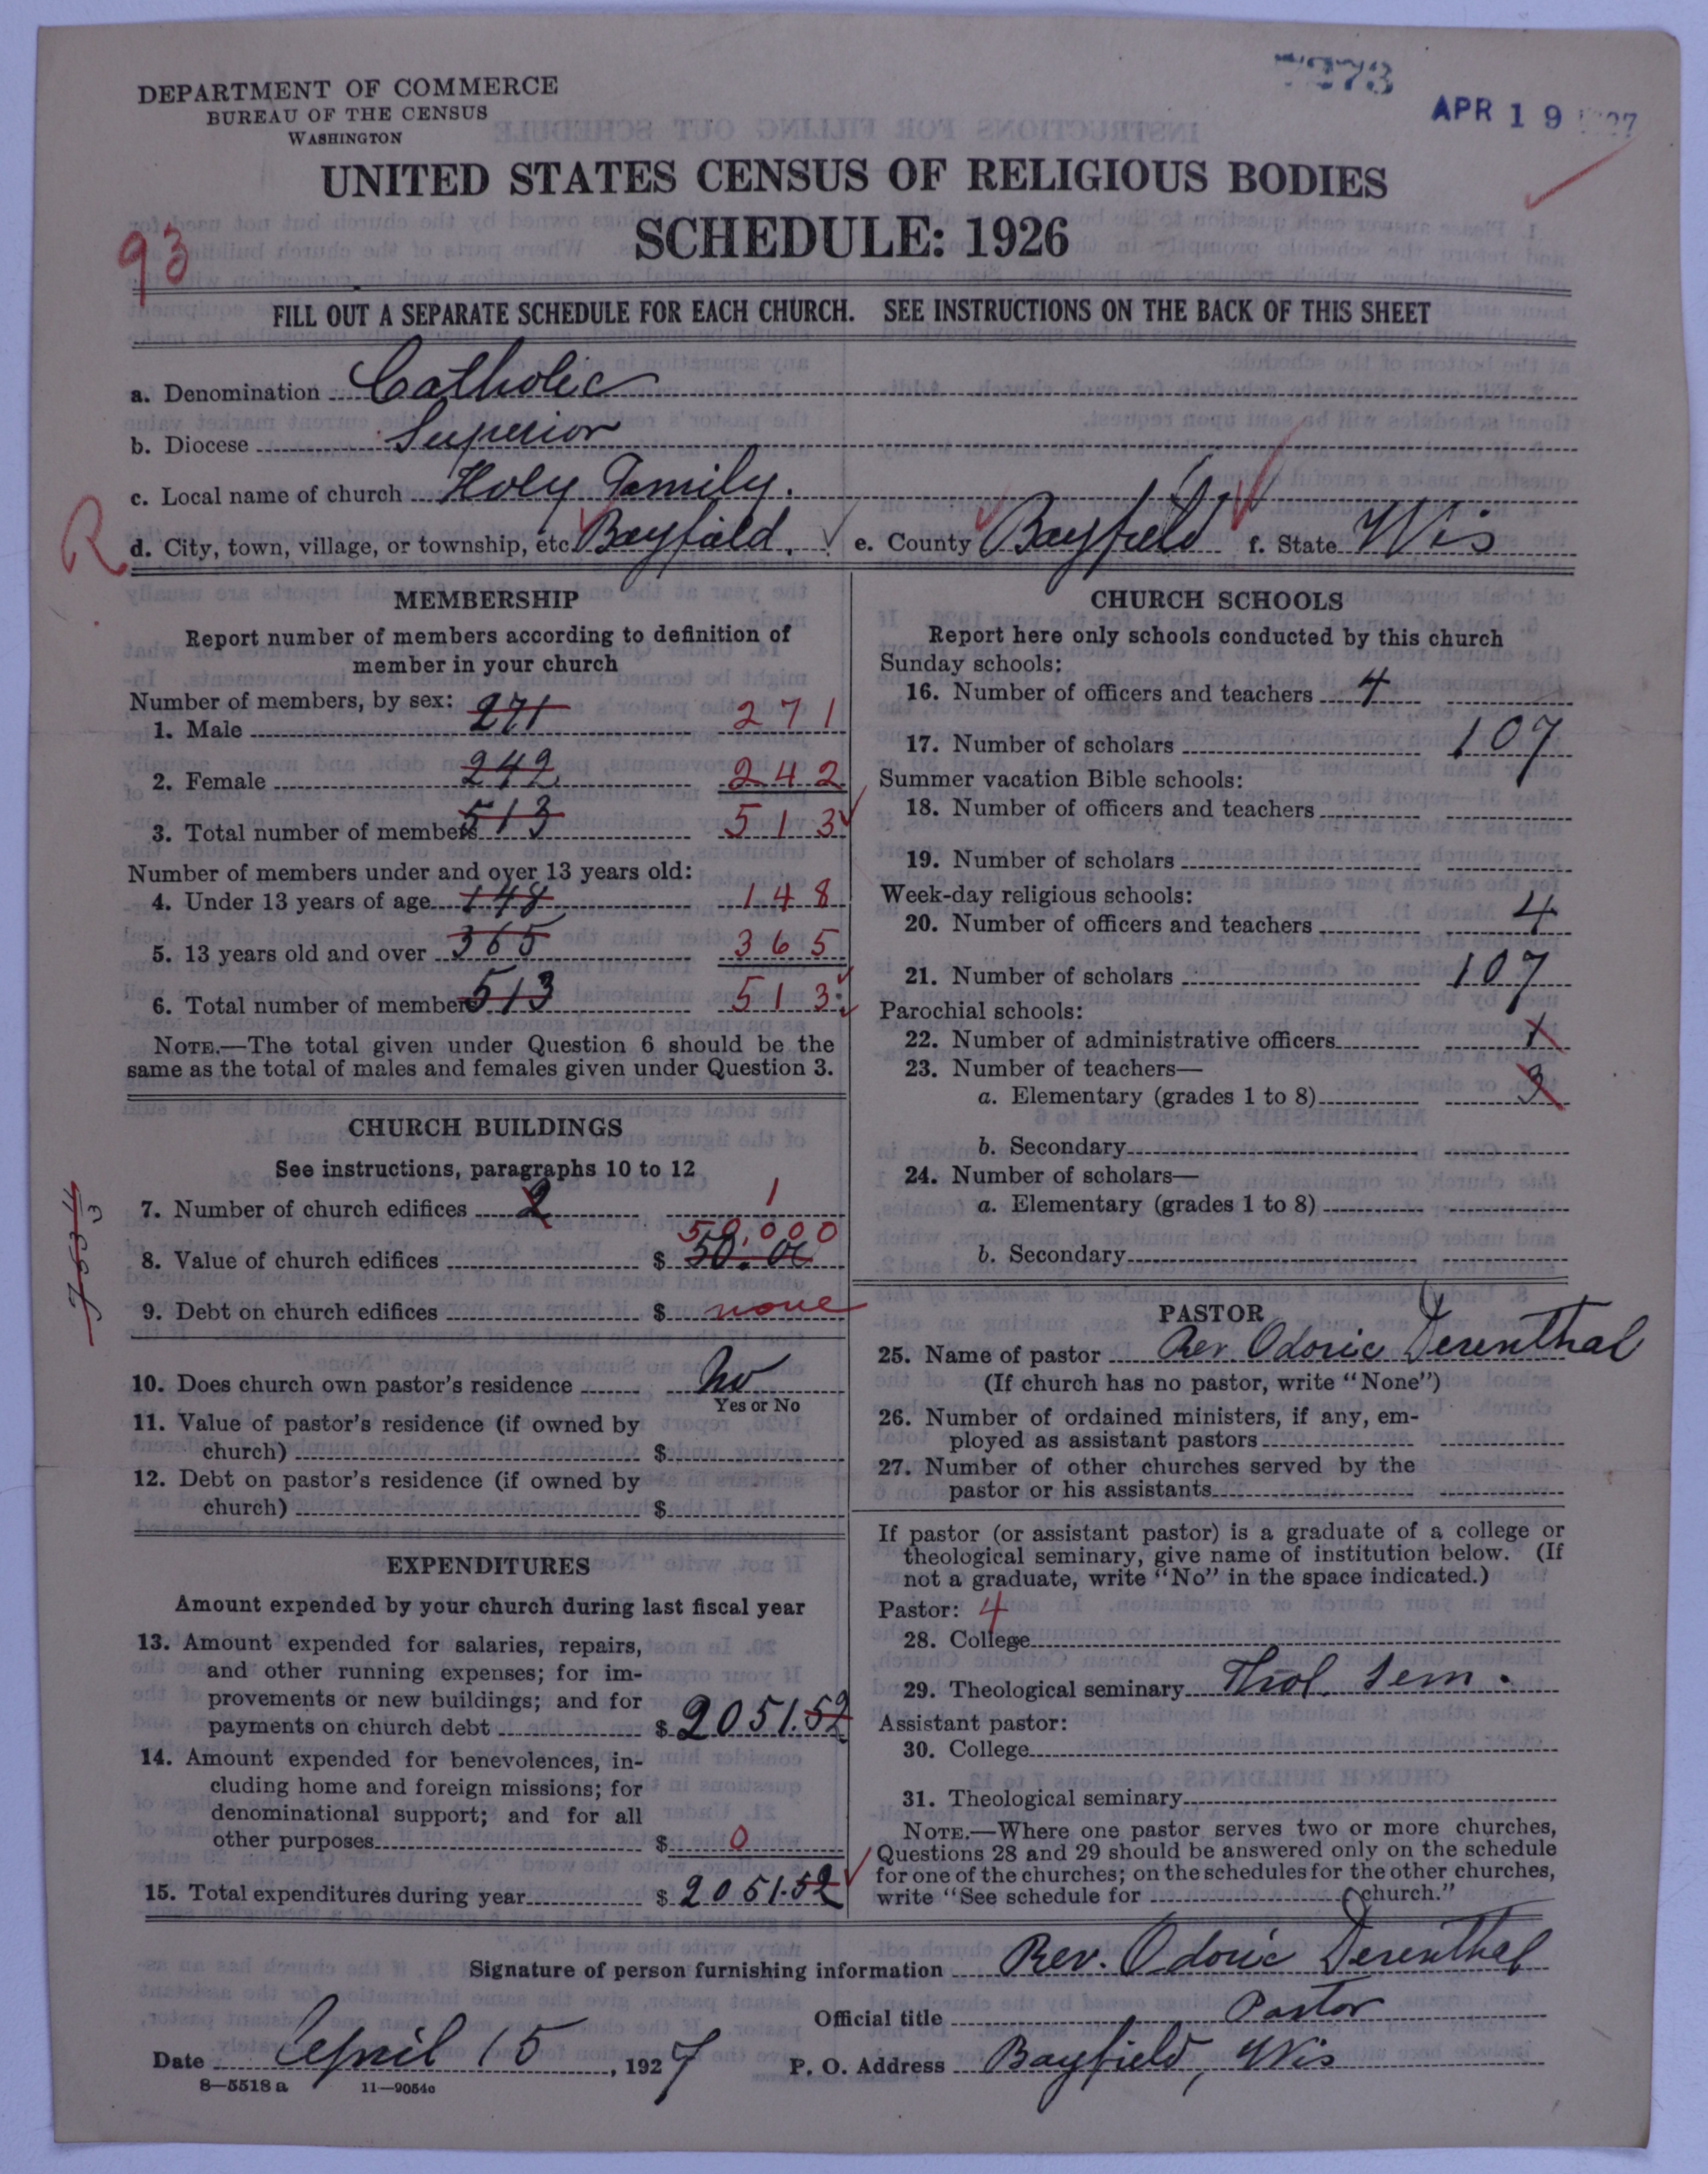 DEPARTMENT OF COMMERCE
BUREAU OF THE CENSUS
WASHINGTON
APR 19
UNITED STATES CENSUS OF RELIGIOUS BODIES
SCHEDULE: 1926
93
FILL OUT A SEPARATE SCHEDULE FOR EACH CHURCH. SEE INSTRUCTIONS ON THE BACK OF THIS SHEET
a. Denomination Catholic
b. Diocese Superior
c. Local name of church Holy Family.
R
d. City, town, village, or township, etc. Bayfield. e. County Bayfield f. State Wis
MEMBERSHIP
Report number of members according to definition of
member in your church
Number of members, by sex:
1. Male 271 271
2. Female 242 242
3. Total number of members 513 513
Number of members under and over 13 years old:
4. Under 13 years of age 148 148
5. 13 years old and over 365 365
6. Total number of members 513 513
NOTE.—The total given under Question 6 should be the
same as the total of males and females given under Question 3.
CHURCH BUILDINGS
See instructions, paragraphs 10 to 12
7. Number of church edifices 2 1
50,000
8. Value of church edifices $ 50.00
9. Debt on church edifices $ none
10. Does church own pastor's residence No
Yes or No
11. Value of pastor's residence (if owned by
church) $
12. Debt on pastor's residence (if owned by
church) $
EXPENDITURES
Amount expended by your church during last fiscal year
13. Amount expended for salaries, repairs,
and other running expenses; for im-
provements or new buildings; and for
payments on church debt $ 2051.52
14. Amount expended for benevolences, in-
cluding home and foreign missions; for
denominational support; and for all
other purposes $ 0
15. Total expenditures during year $ 2051.52
CHURCH SCHOOLS
Report here only schools conducted by this church
Sunday schools:
16. Number of officers and teachers 4
17. Number of scholars 107
Summer vacation Bible schools:
18. Number of officers and teachers
19. Number of scholars
Week-day religious schools:
20. Number of officers and teachers 4
21. Number of scholars 107
Parochial schools:
22. Number of administrative officers 1
23. Number of teachers—
a. Elementary (grades 1 to 8) 3
b. Secondary
24. Number of scholars—
a. Elementary (grades 1 to 8)
b. Secondary
PASTOR
25. Name of pastor Rev. Odoric Derenthal
(If church has no pastor, write "None")
26. Number of ordained ministers, if any, em-
ployed as assistant pastors
27. Number of other churches served by the
pastor or his assistants
If pastor (or assistant pastor) is a graduate of a college or
theological seminary, give name of institution below. (If
not a graduate, write "No" in the space indicated.)
Pastor: 4
28. College
29. Theological seminary Theol. Sem.
Assistant pastor:
30. College
31. Theological seminary
NOTE.—Where one pastor serves two or more churches,
Questions 28 and 29 should be answered only on the schedule
for one of the churches; on the schedules for the other churches,
write "See schedule for church."
Signature of person furnishing information Rev. Odoric Derenthal
Official title Pastor
Date April 15, 1927 P. O. Address Bayfield, Wis
8—5518 a 11—9054c